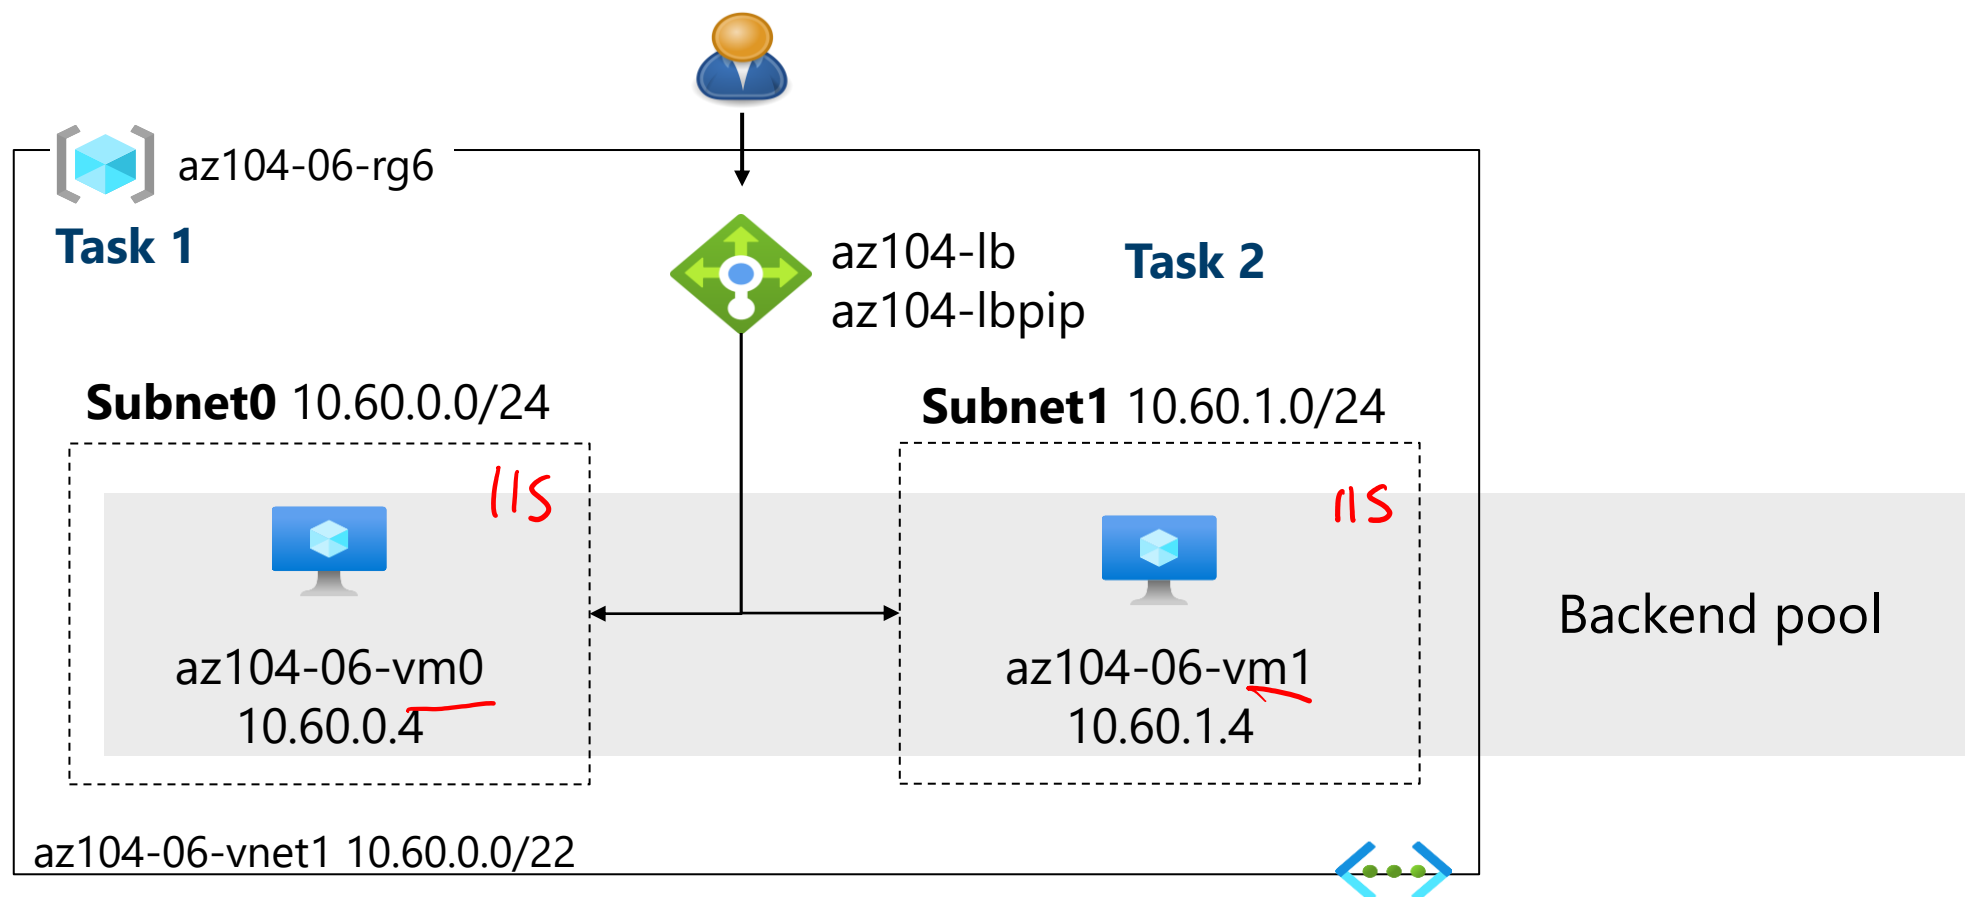 az104-06-rg6
Task 1
az104-lb
Task 2
az104-lbpip
Subnet0 10.60.0.0/24
Subnet1 10.60.1.0/24
IIS
IIS
Backend pool
az104-06-vm0
az104-06-vm1
10.60.0.4
10.60.1.4
az104-06-vnet1 10.60.0.0/22